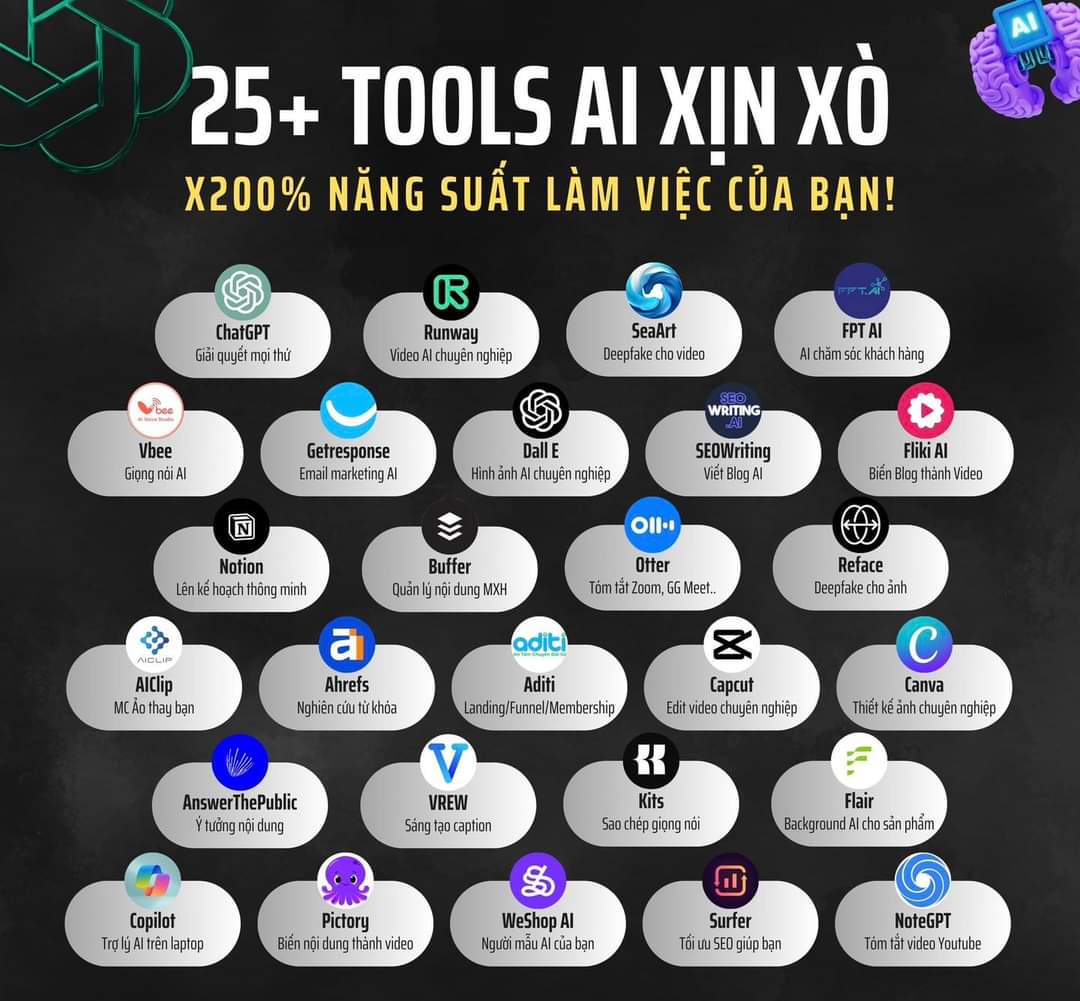 AI
25+ TOOLS AI XỊN XÒ
X200% NĂNG SUẤT LÀM VIỆC CỦA BẠN!
ChatGPT
Giải quyết mọi thứ
Runway
Video AI chuyên nghiệp
SeaArt
Deepfake cho video
FPT.AI
FPT AI
AI chăm sóc khách hàng
Vbee
AI Voice Studio
Vbee
Giọng nói AI
Getresponse
Email marketing AI
Dall E
Hình ảnh AI chuyên nghiệp
SEO
WRITING
.AI
SEOWriting
Viết Blog AI
Fliki AI
Biến Blog thành Video
Notion
Lên kế hoạch thông minh
Buffer
Quản lý nội dung MXH
Otter
Tóm tắt Zoom, GG Meet..
Reface
Deepfake cho ảnh
AICLIP
AIClip
MC Ảo thay bạn
Ahrefs
Nghiên cứu từ khóa
aditi
Aditi
Landing/Funnel/Membership
Capcut
Edit video chuyên nghiệp
Canva
Thiết kế ảnh chuyên nghiệp
AnswerThePublic
Ý tưởng nội dung
VREW
Sáng tạo caption
Kits
Sao chép giọng nói
Flair
Background AI cho sản phẩm
Copilot
Trợ lý AI trên laptop
Pictory
Biến nội dung thành video
WeShop AI
Người mẫu AI của bạn
Surfer
Tối ưu SEO giúp bạn
NoteGPT
Tóm tắt video Youtube